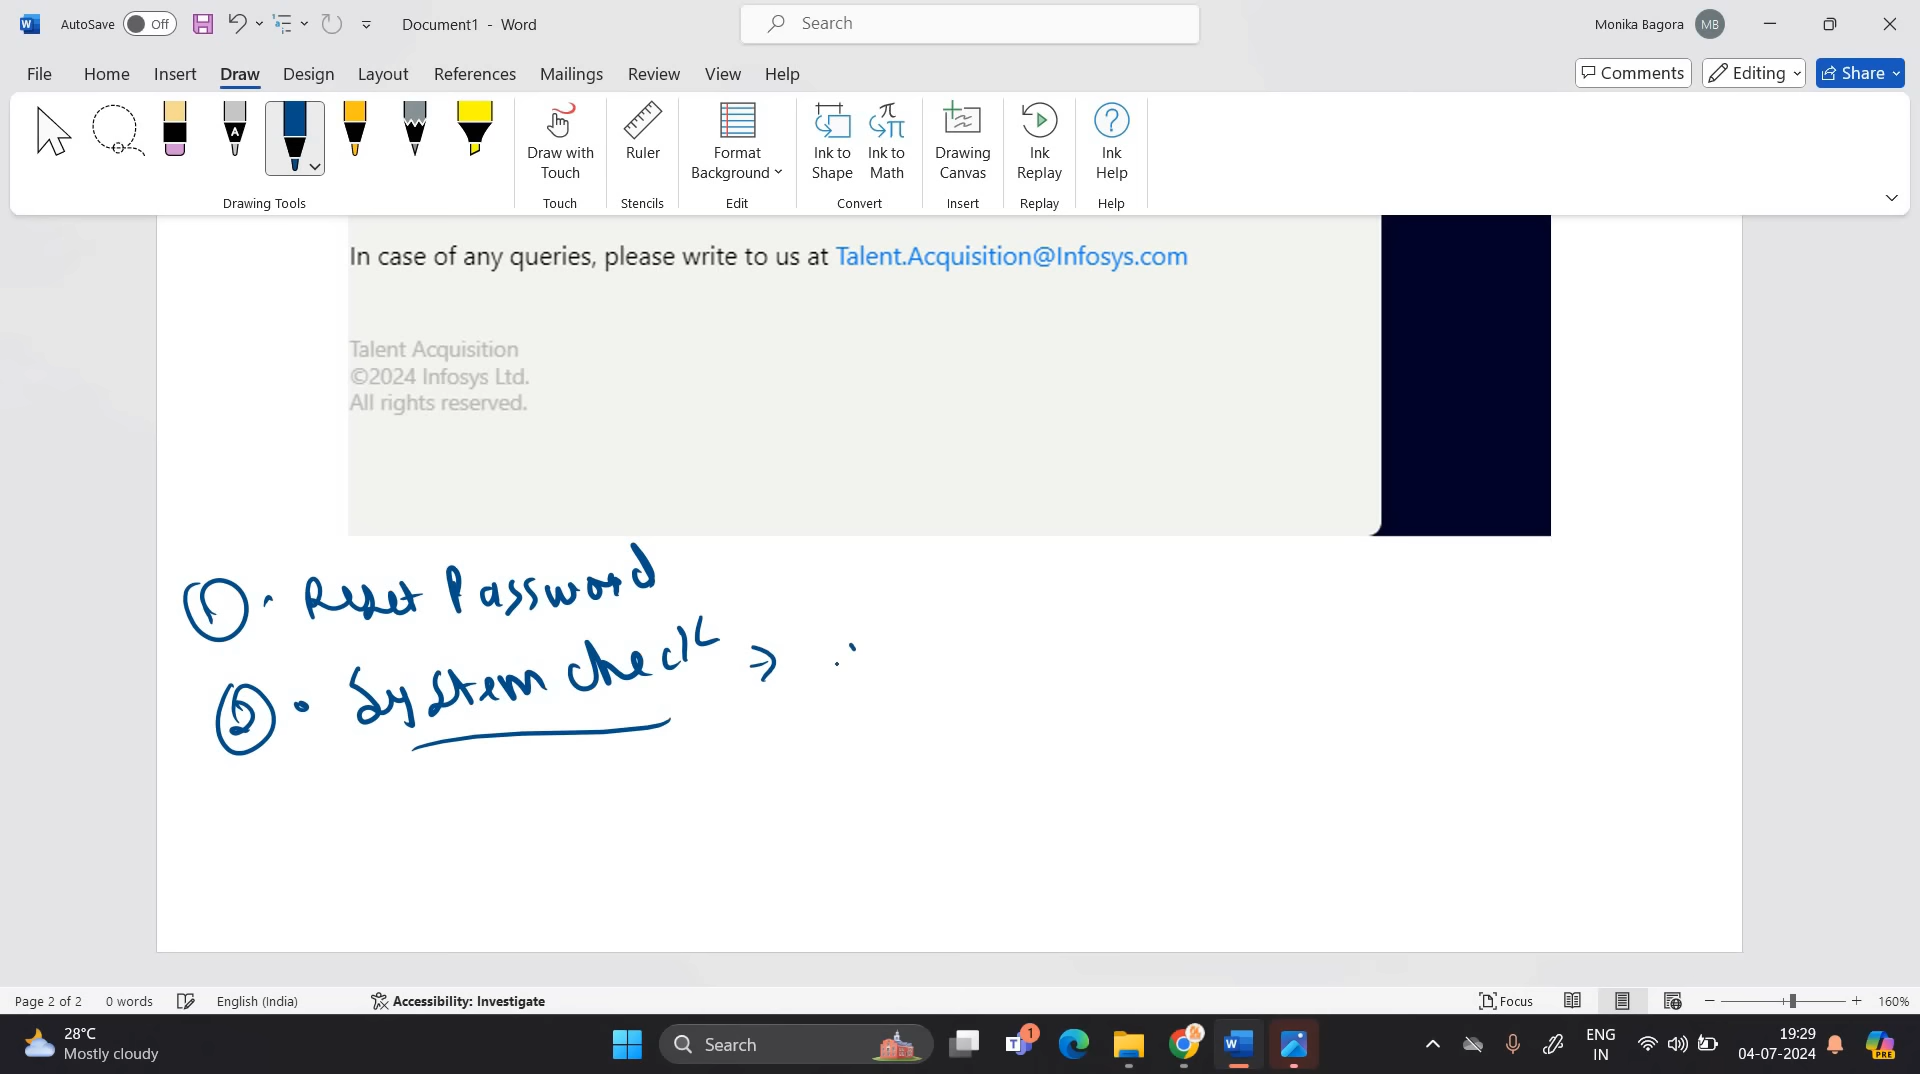 AutoSave Off Document1 - Word Search Monika Bagora MB
File Home Insert Draw Design Layout References Mailings Review View Help Comments Editing Share
A
Draw with Touch
Ruler
Format Background
Ink to Shape
Ink to Math
Drawing Canvas
Ink Replay
Ink Help
Drawing Tools Touch Stencils Edit Convert Insert Replay Help
In case of any queries, please write to us at Talent.Acquisition@Infosys.com
Talent Acquisition
©2024 Infosys Ltd.
All rights reserved.
① . Reset Password
② . System check →
Page 2 of 2 0 words English (India) Accessibility: Investigate Focus 160%
28°C
Mostly cloudy
Search
1
ENG
IN
19:29
04-07-2024
PRE